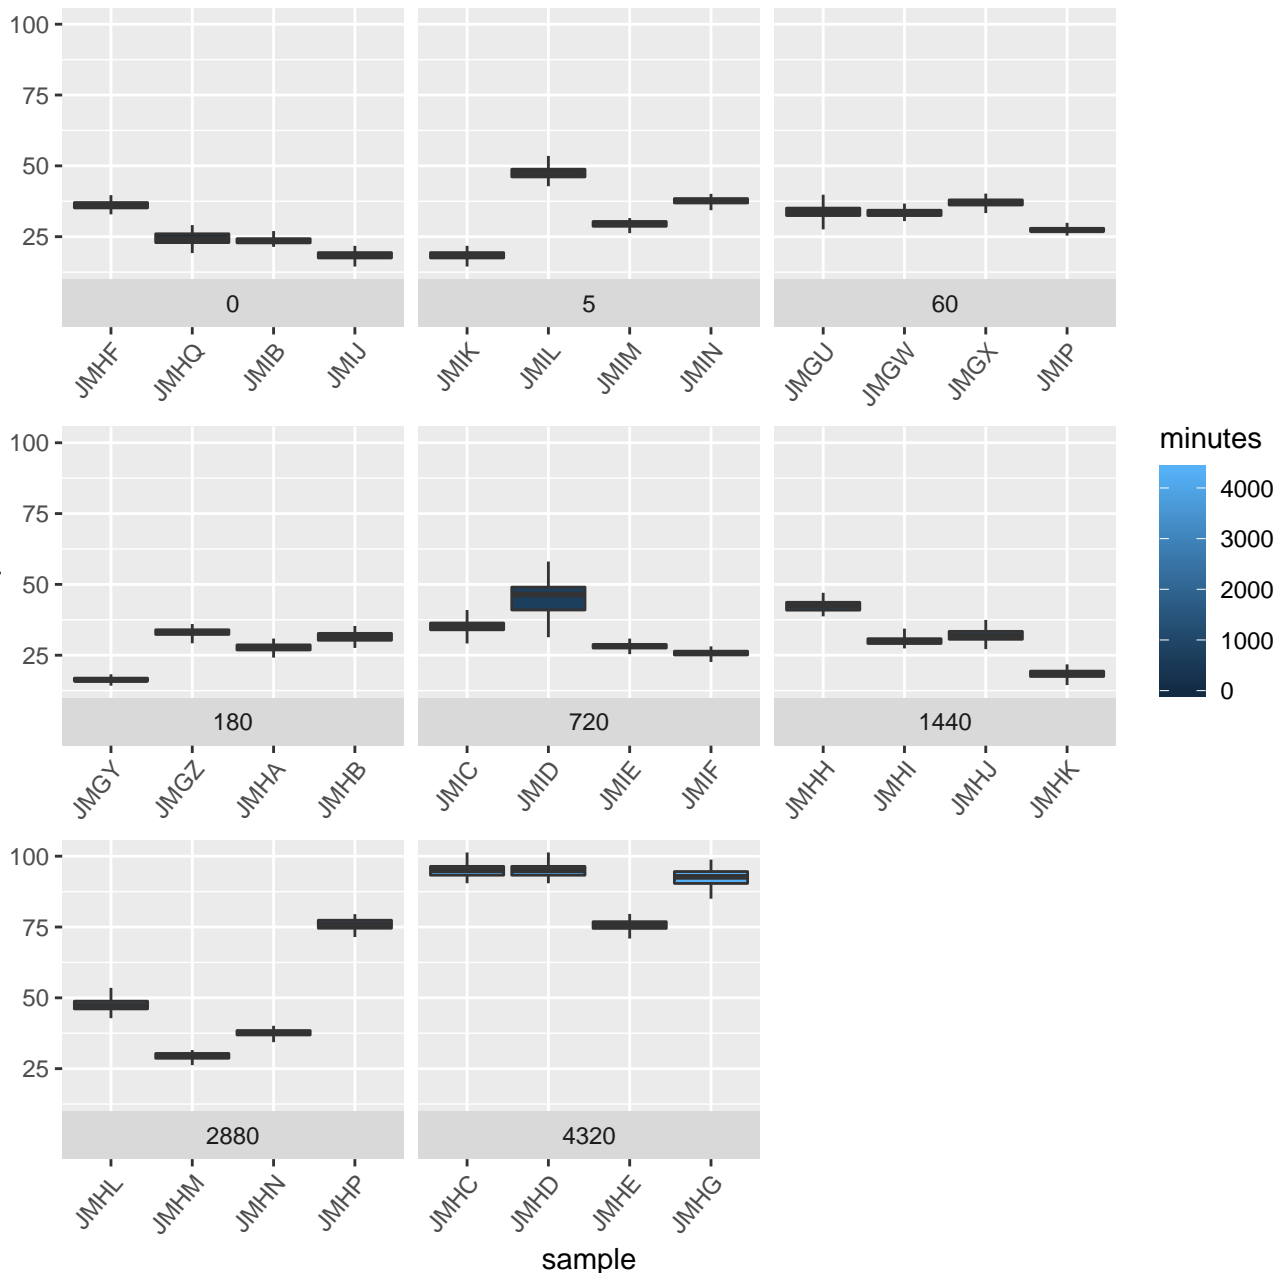 100
75
50
25
0 5 60
JMHF JMHQ JMIB JMIJ JMIK JMIL JMIM JMIN JMGU JMGW JMGX JMIP
100
75
50
25
180 720 1440
JMGY JMGZ JMHA JMHB JMIC JMID JMIE JMIF JMHH JMHI JMHJ JMHK
100
75
50
25
2880 4320
JMHL JMHM JMHN JMHP JMHC JMHD JMHE JMHG
sample
minutes
4000
3000
2000
1000
0